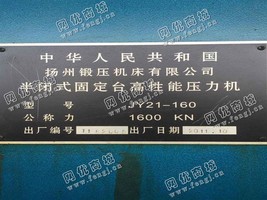 中华人民共和国
扬州锻压机床有限公司
半闭式固定台高性能压力机
型号 JY21-160
公称力 1600 KN
出厂编号 出厂日期
网优商城